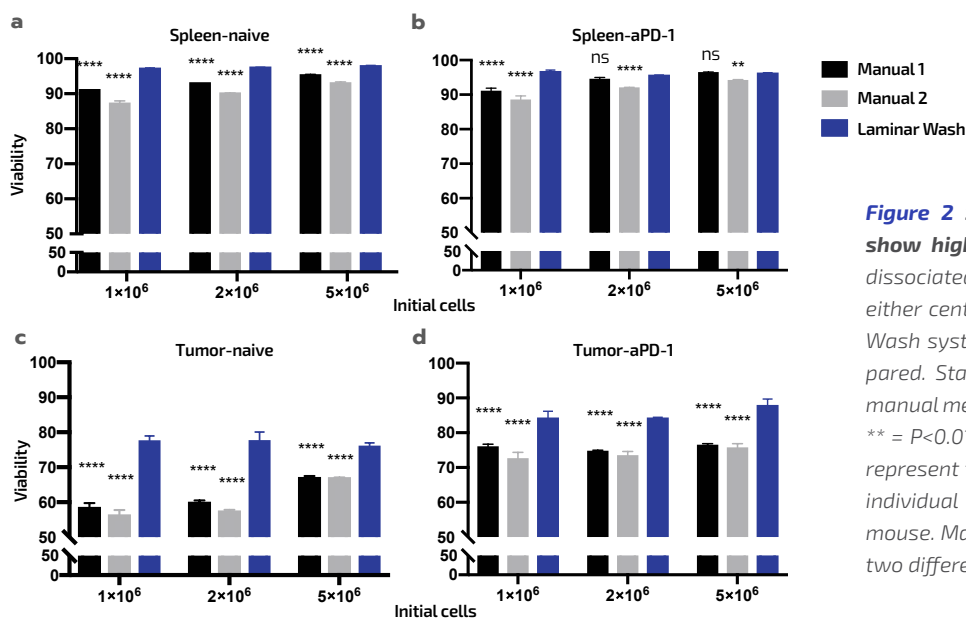 a
Spleen-naive
Viability
100
90
80
70
60
50
50
0
**** **** **** **** **** ****
1×10⁶ 2×10⁶ 5×10⁶
b
Spleen-aPD-1
100
90
80
70
60
50
50
0
**** **** ns **** ns **
1×10⁶ 2×10⁶ 5×10⁶
Initial cells
Manual 1
Manual 2
Laminar Wash
c
Tumor-naive
Viability
100
90
80
70
60
50
50
0
**** **** **** **** **** ****
1×10⁶ 2×10⁶ 5×10⁶
d
Tumor-aPD-1
100
90
80
70
60
50
50
0
**** **** **** **** **** ****
1×10⁶ 2×10⁶ 5×10⁶
Initial cells
Figure 2
show hig
dissociated
either cent
Wash syst
pared. Sta
manual me
** = P<0.0
represent
individual
mouse. Ma
two differe